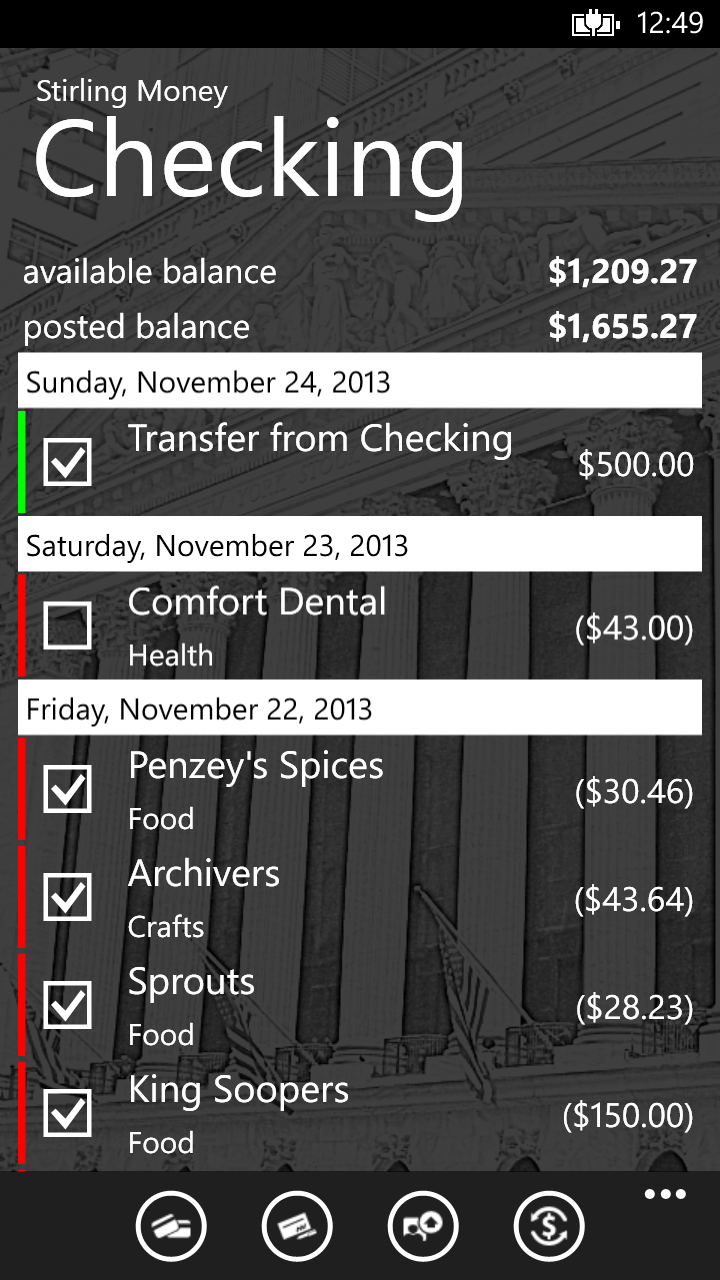 12:49
Stirling Money
Checking
available balance $1,209.27
posted balance $1,655.27
Sunday, November 24, 2013
Transfer from Checking
$500.00
Saturday, November 23, 2013
Comfort Dental
($43.00)
Health
Friday, November 22, 2013
Penzey's Spices
($30.46)
Food
Archivers
($43.64)
Crafts
Sprouts
($28.23)
Food
King Soopers
($150.00)
Food